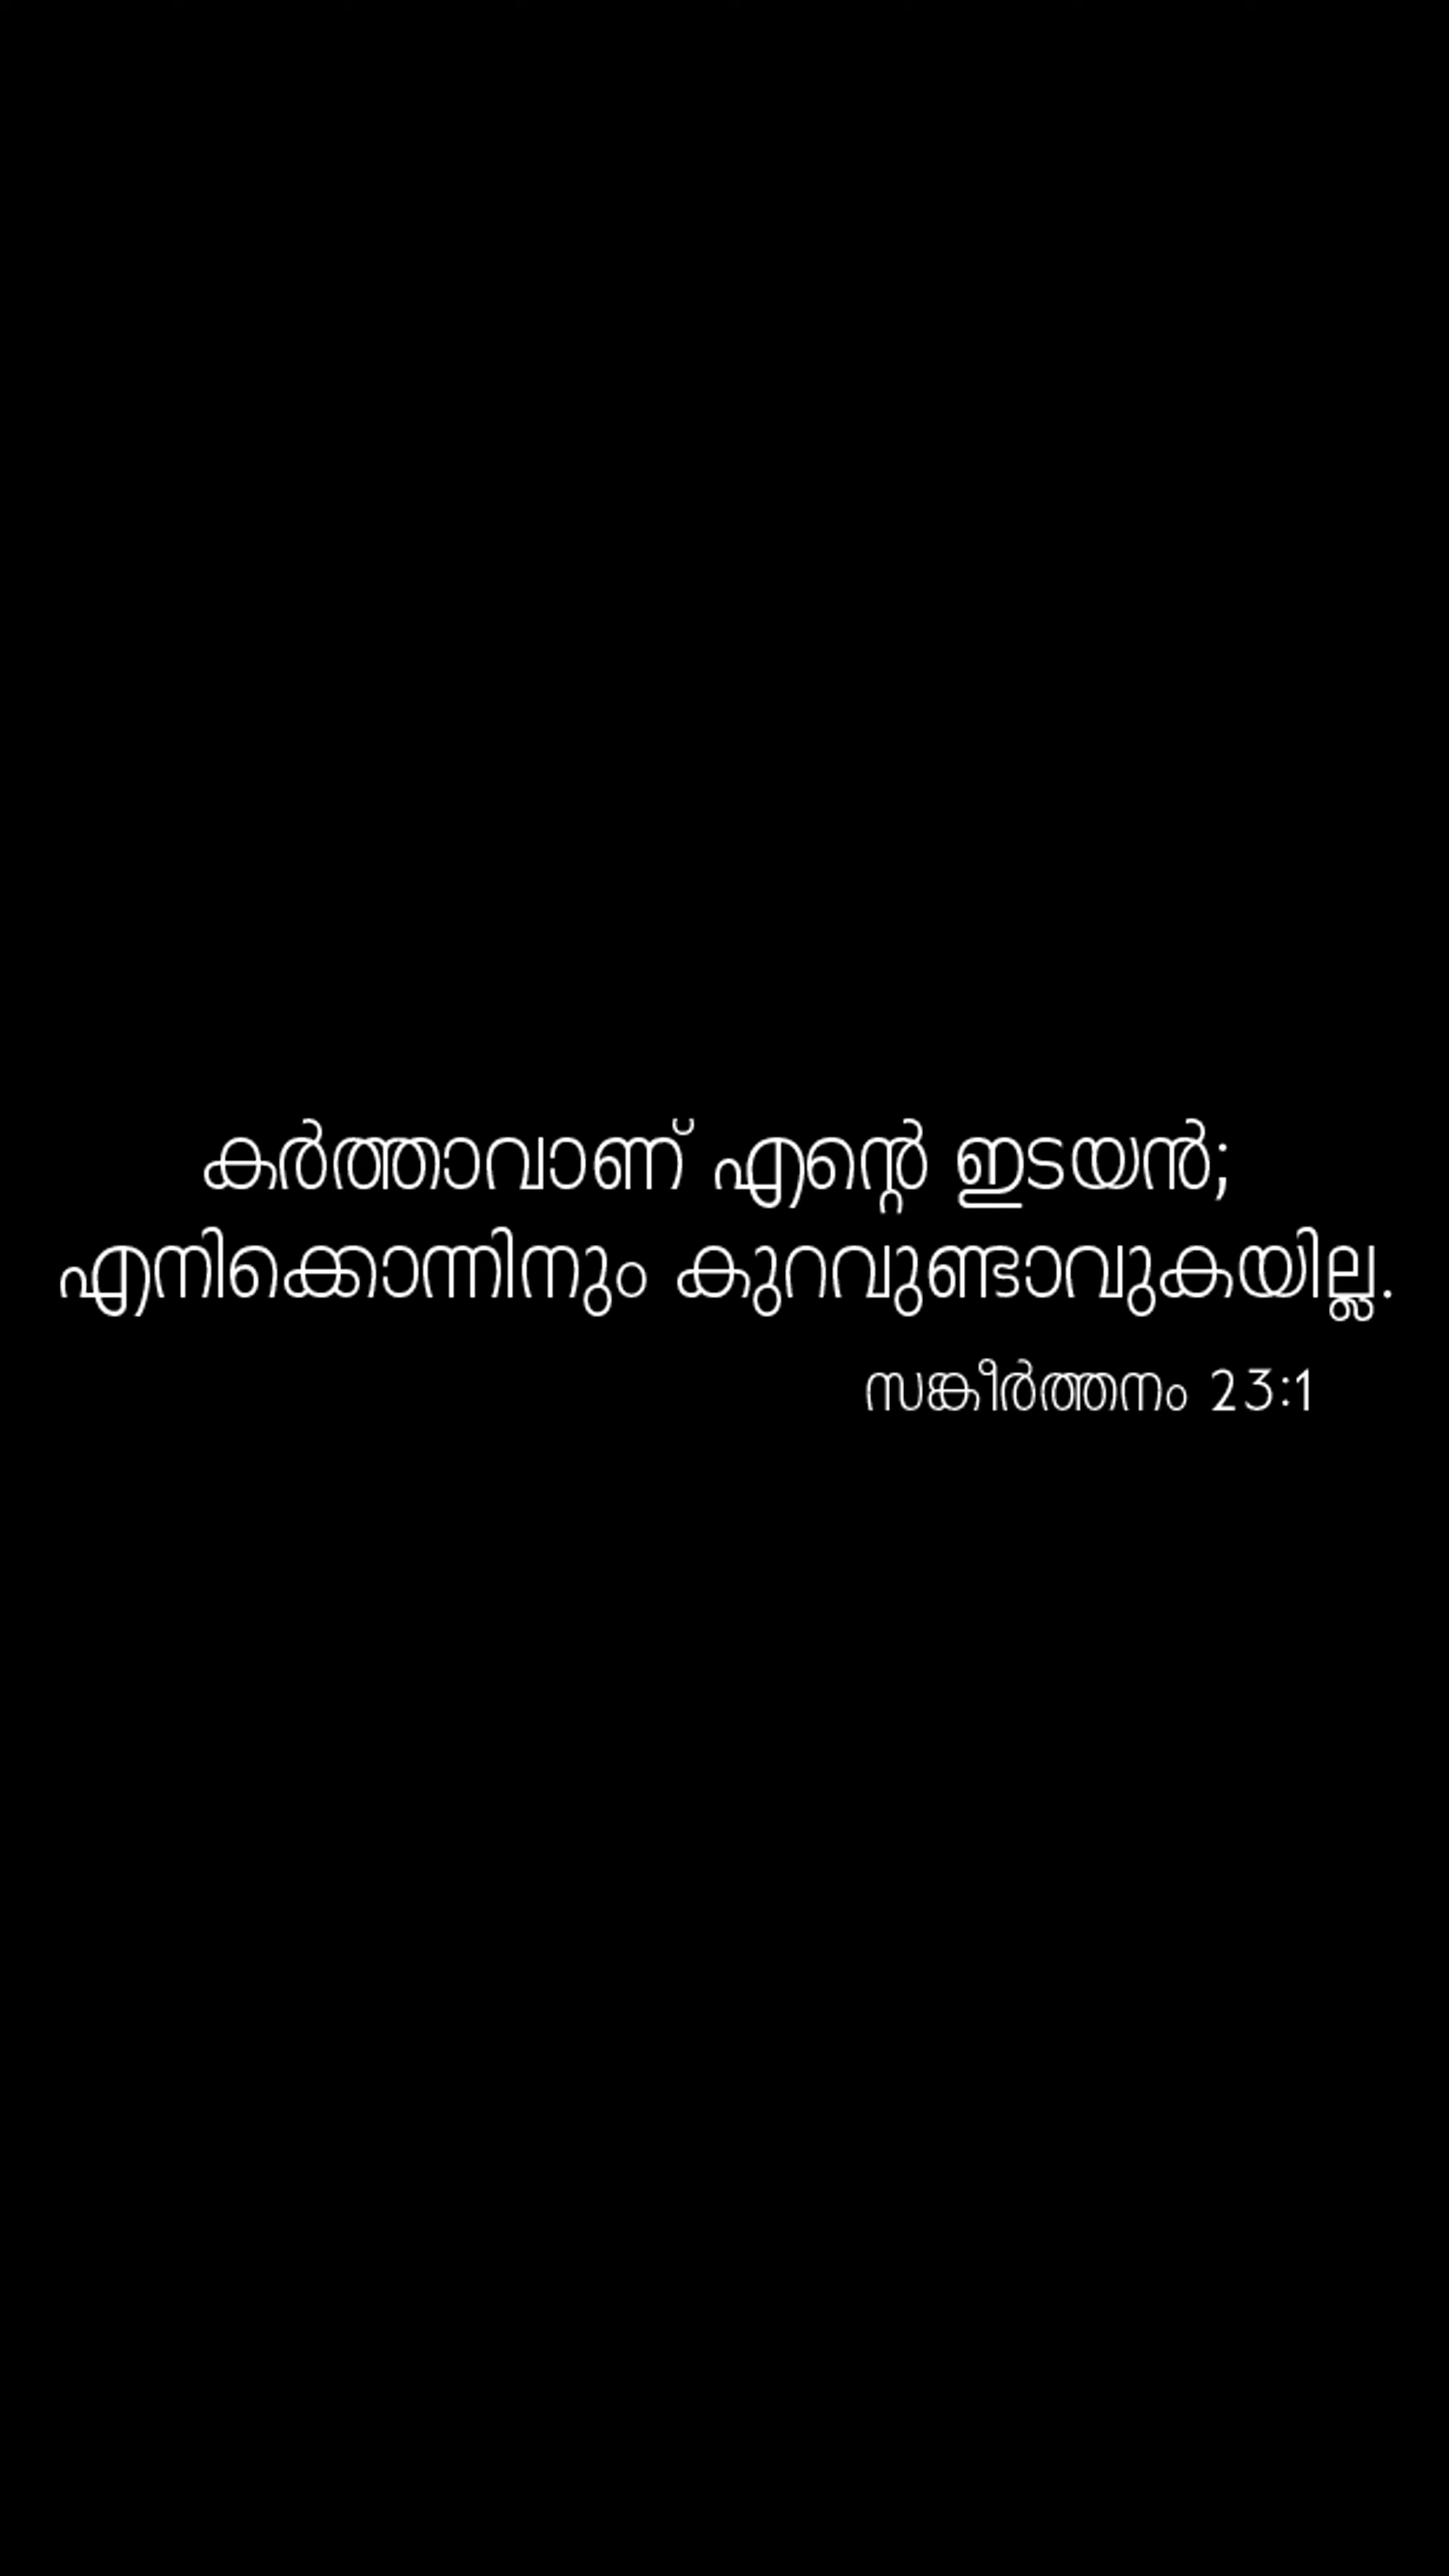 കർത്താവാണ് എന്റെ ഇടയൻ;
എനിക്കൊന്നിനും കുറവുണ്ടാവുകയില്ല.
സങ്കീർത്തനം 23:1